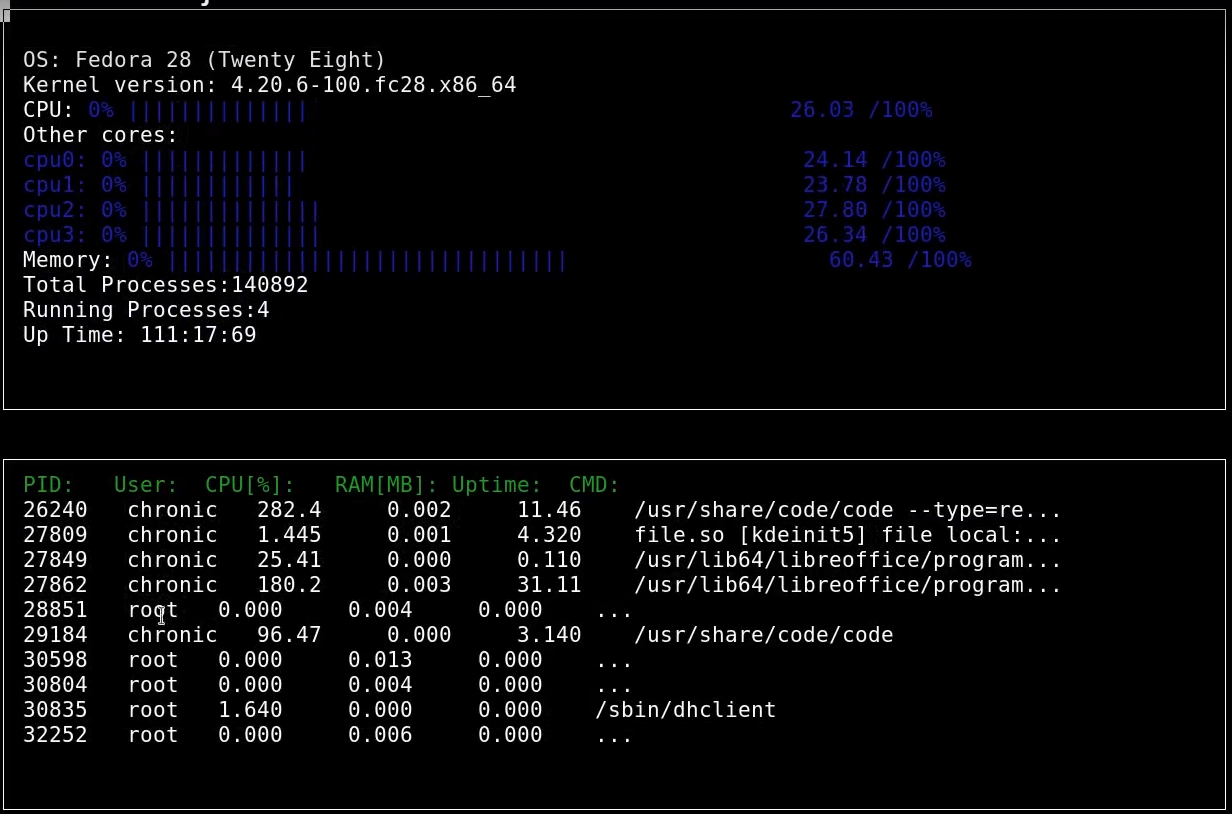 OS: Fedora 28 (Twenty Eight)
Kernel version: 4.20.6-100.fc28.x86_64
CPU: 0% |||||||||||||| 26.03 /100%
Other cores:
cpu0: 0% ||||||||||||| 24.14 /100%
cpu1: 0% |||||||||||| 23.78 /100%
cpu2: 0% |||||||||||||| 27.80 /100%
cpu3: 0% |||||||||||||| 26.34 /100%
Memory: 0% ||||||||||||||||||||||||||||||| 60.43 /100%
Total Processes:140892
Running Processes:4
Up Time: 111:17:69
PID: User: CPU[%]: RAM[MB]: Uptime: CMD:
26240 chronic 282.4 0.002 11.46 /usr/share/code/code --type=re...
27809 chronic 1.445 0.001 4.320 file.so [kdeinit5] file local:...
27849 chronic 25.41 0.000 0.110 /usr/lib64/libreoffice/program...
27862 chronic 180.2 0.003 31.11 /usr/lib64/libreoffice/program...
28851 root 0.000 0.004 0.000 ...
29184 chronic 96.47 0.000 3.140 /usr/share/code/code
30598 root 0.000 0.013 0.000 ...
30804 root 0.000 0.004 0.000 ...
30835 root 1.640 0.000 0.000 /sbin/dhclient
32252 root 0.000 0.006 0.000 ...